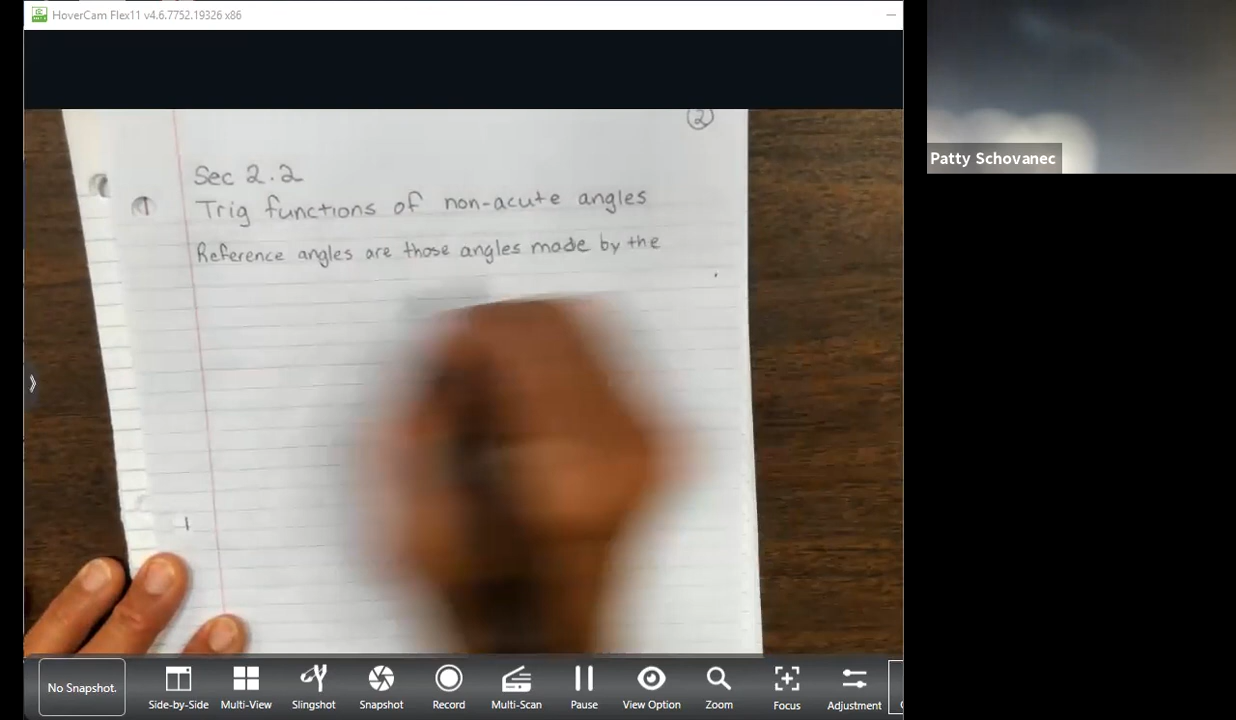 HoverCam Flex11 v4.6.7752.19326 x86
2
Sec 2.2
Trig functions of non-acute angles
Reference angles are those angles made by the
Patty Schovanec
No Snapshot.
Side-by-Side
Multi-View
Slingshot
Snapshot
Record
Multi-Scan
Pause
View Option
Zoom
Focus
Adjustment